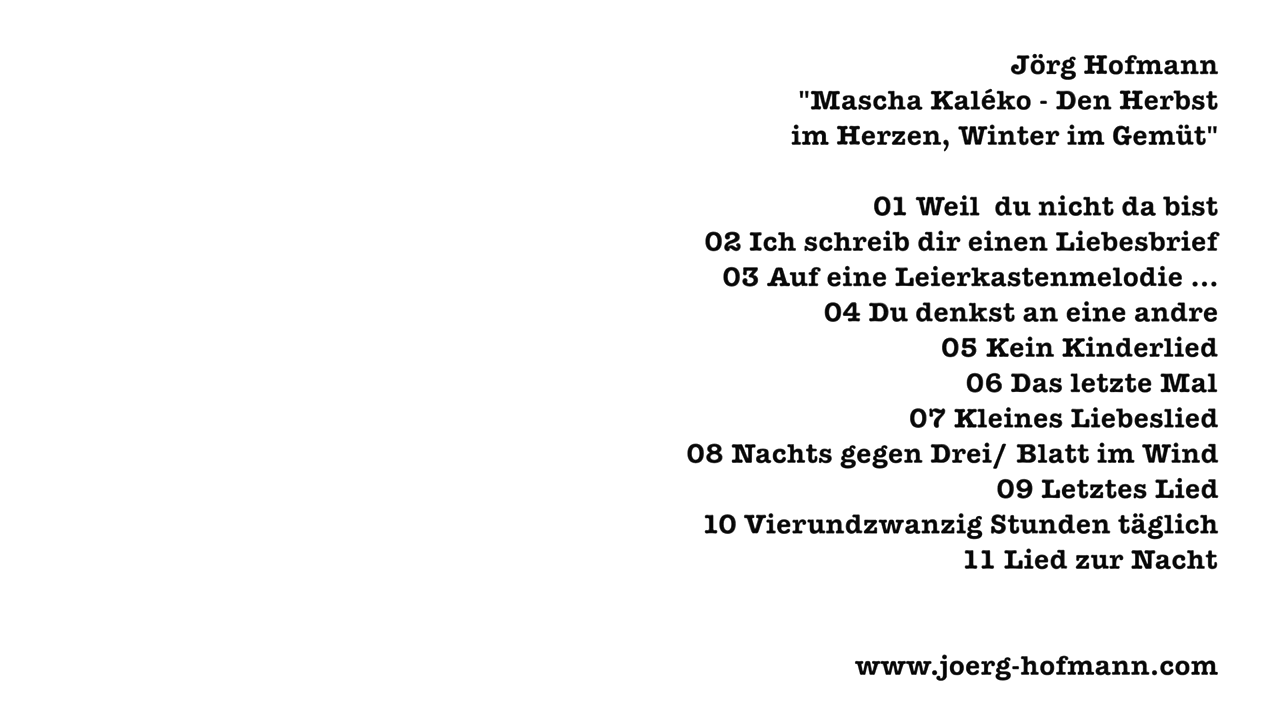 Jörg Hofmann
"Mascha Kaléko - Den Herbst
im Herzen, Winter im Gemüt"
01 Weil  du nicht da bist
02 Ich schreib dir einen Liebesbrief
03 Auf eine Leierkastenmelodie ...
04 Du denkst an eine andre
05 Kein Kinderlied
06 Das letzte Mal
07 Kleines Liebeslied
08 Nachts gegen Drei/ Blatt im Wind
09 Letztes Lied
10 Vierundzwanzig Stunden täglich
11 Lied zur Nacht
www.joerg-hofmann.com